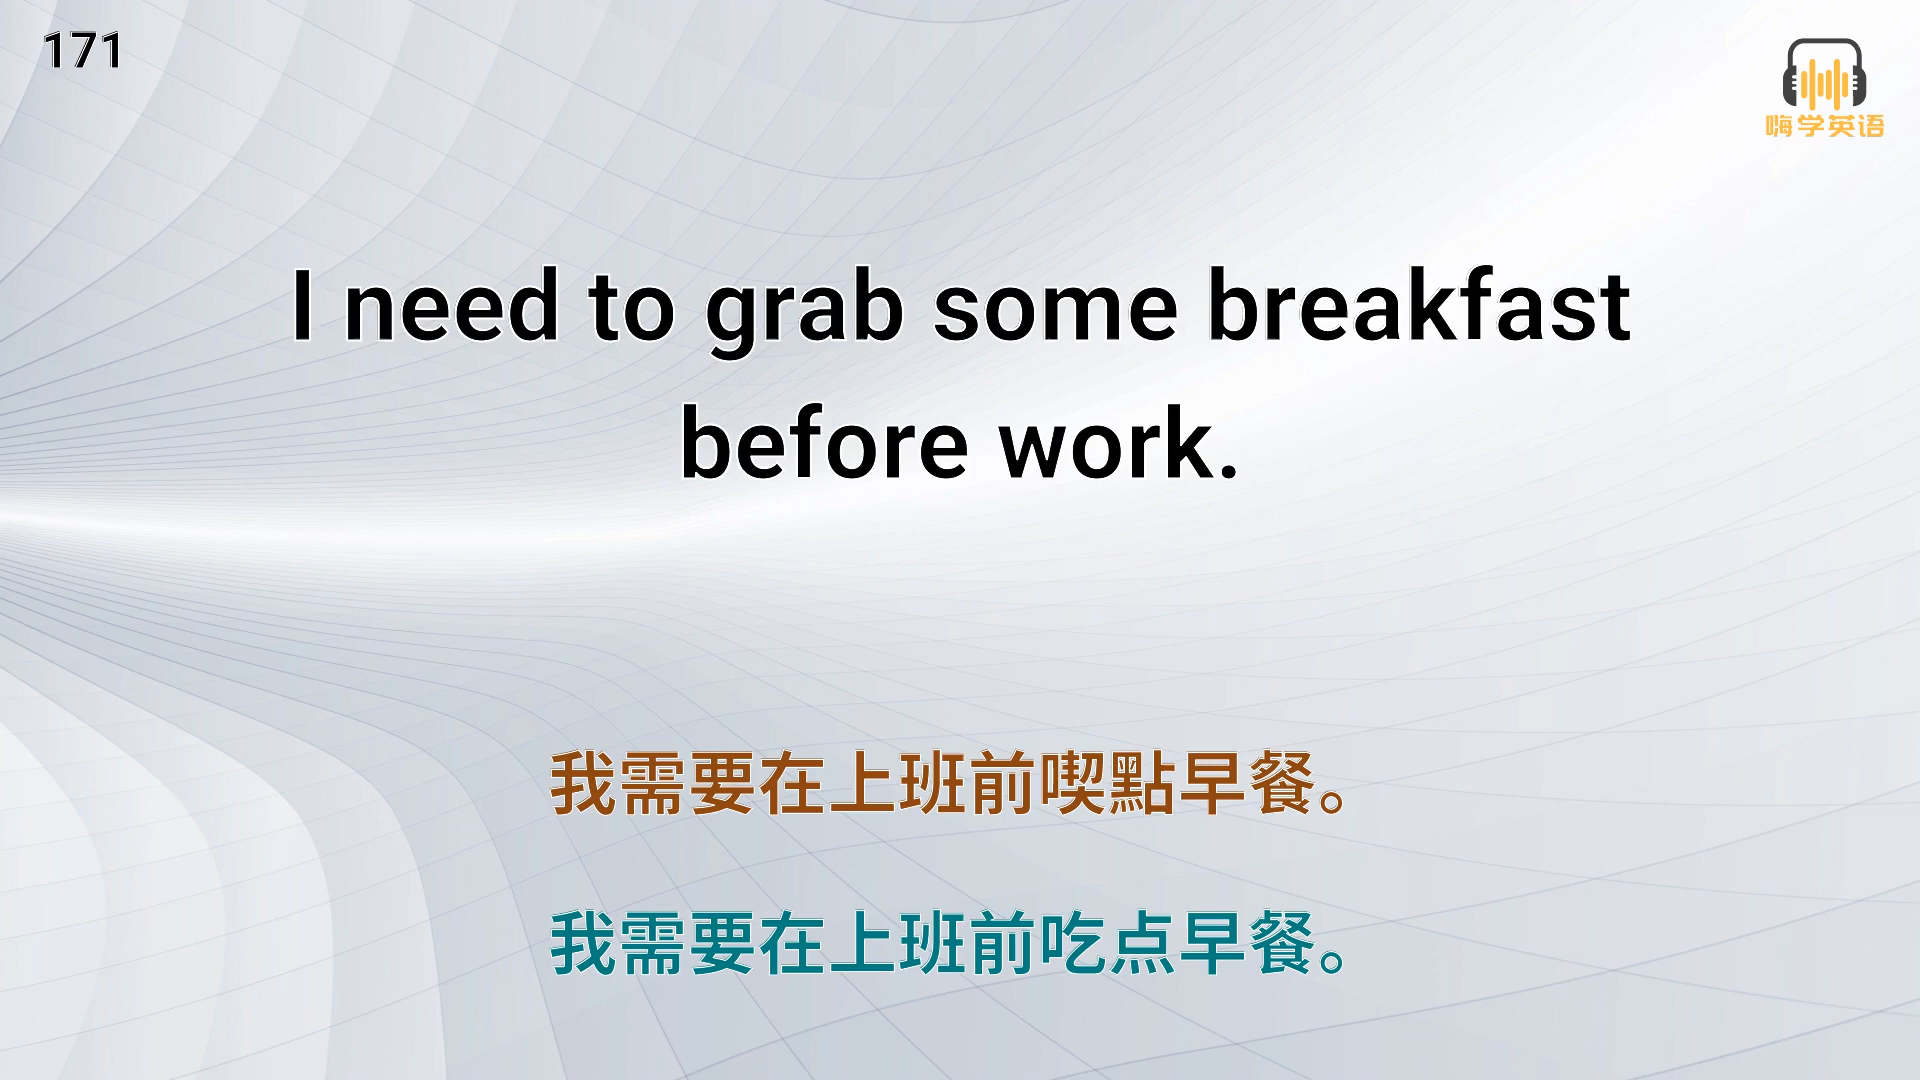 171
嗨学英语
I need to grab some breakfast
before work.
我需要在上班前喫點早餐。
我需要在上班前吃点早餐。